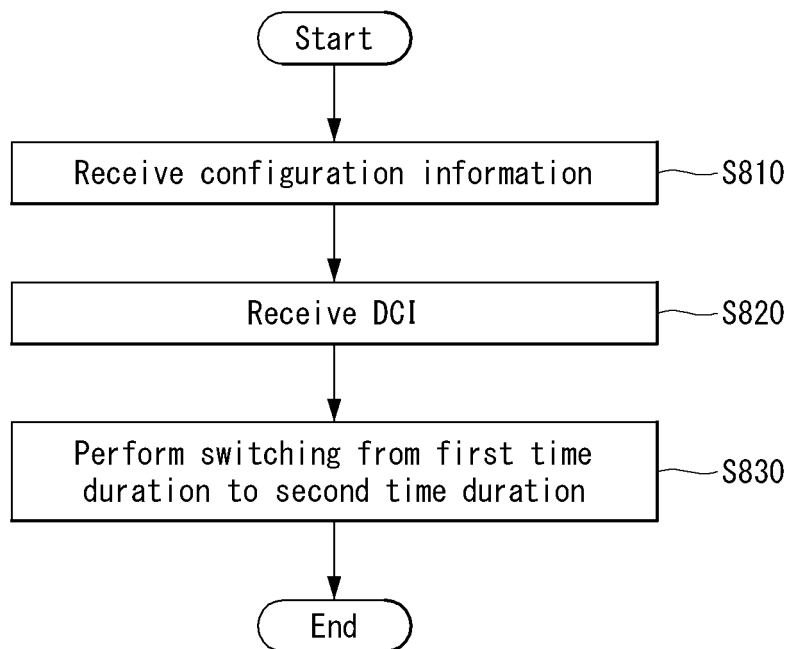 Start
Receive configuration information
S810
Receive DCI
S820
Perform switching from first time
duration to second time duration
S830
End